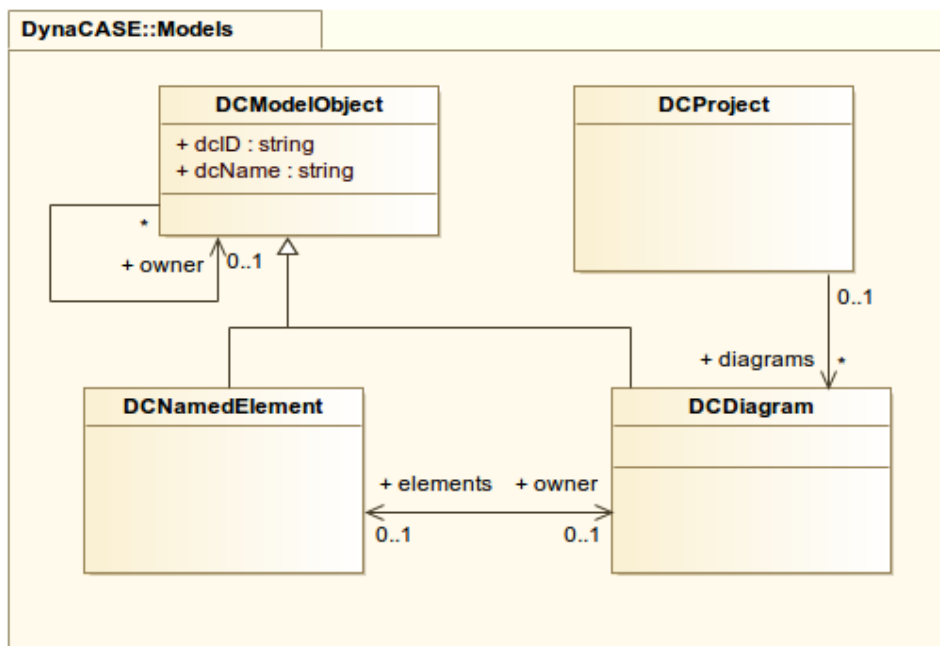 DynaCASE::Models
DCModelObject
+ dcID : string
+ dcName : string
*
+ owner
0..1
DCProject
0..1
+ diagrams
*
DCNamedElement
DCDiagram
+ elements
+ owner
0..1
0..1